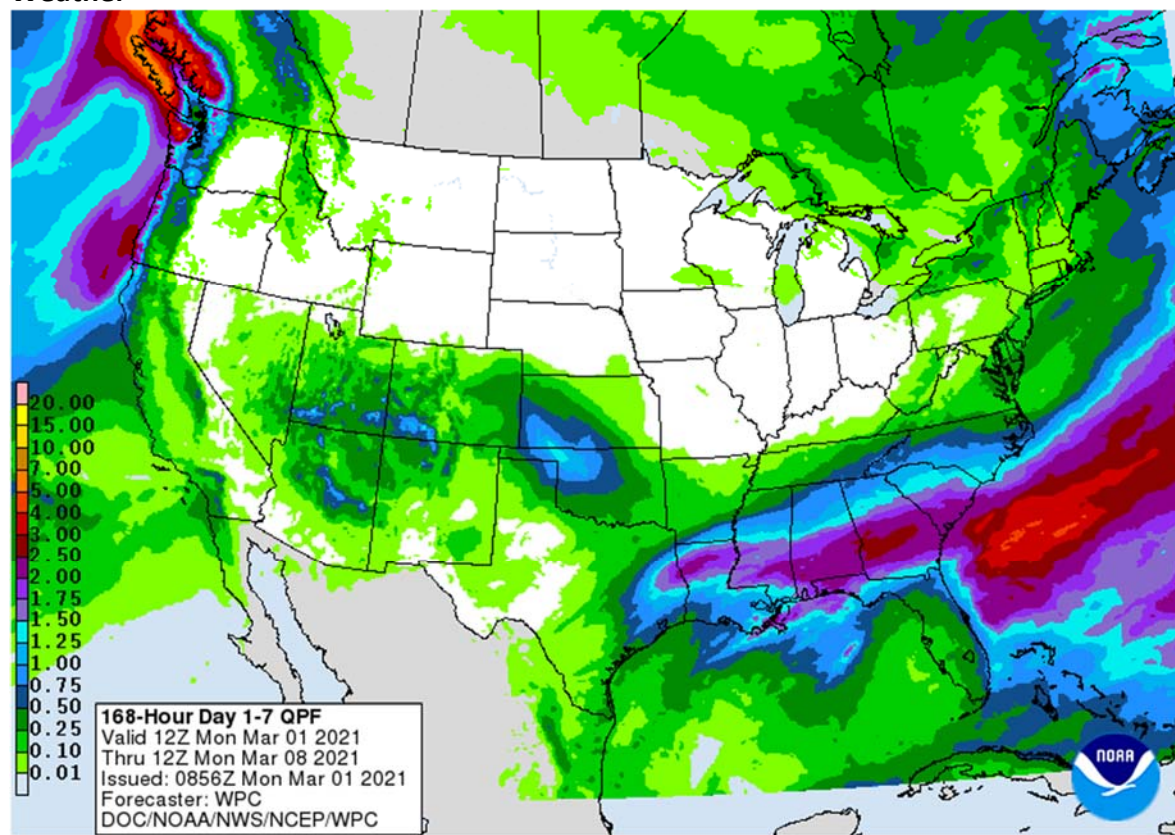 Weather
20.00
15.00
10.00
7.00
5.00
4.00
3.00
2.50
2.00
1.75
1.50
1.25
1.00
0.75
0.50
0.25
0.10
0.01
168-Hour Day 1-7 QPF
Valid 12Z Mon Mar 01 2021
Thru 12Z Mon Mar 08 2021
Issued: 0856Z Mon Mar 01 2021
Forecaster: WPC
DOC/NOAA/NWS/NCEP/WPC
NOAA